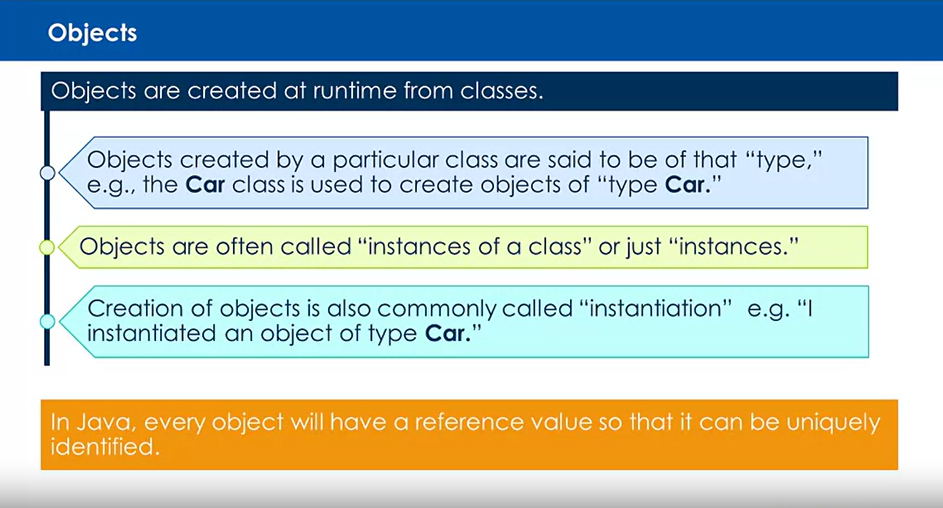 Objects
Objects are created at runtime from classes.
Objects created by a particular class are said to be of that “type,”
e.g., the Car class is used to create objects of “type Car.”
Objects are often called “instances of a class” or just “instances.”
Creation of objects is also commonly called “instantiation” e.g. “I
instantiated an object of type Car.”
In Java, every object will have a reference value so that it can be uniquely
identified.